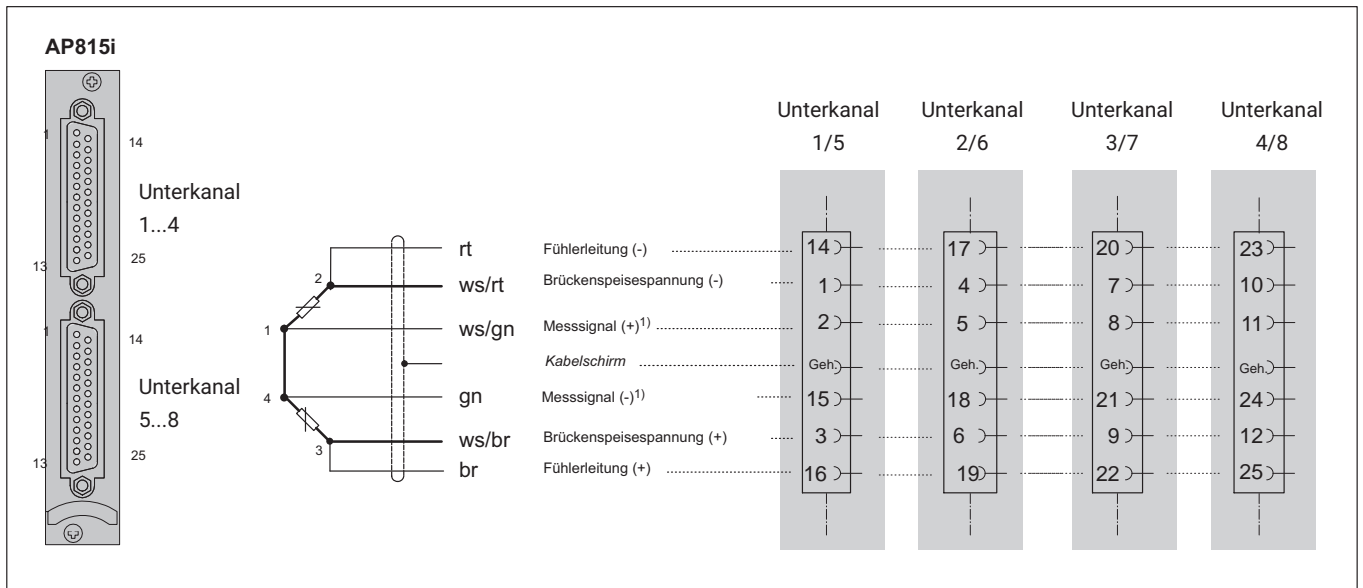 AP815i
1
14
Unterkanal
1...4
13
25
1
14
Unterkanal
5...8
13
25
Unterkanal
1/5
Unterkanal
2/6
Unterkanal
3/7
Unterkanal
4/8
2
1
4
3
rt Fühlerleitung (-) 14 17 20 23
ws/rt Brückenspeisespannung (-) 1 4 7 10
ws/gn Messsignal (+)1) 2 5 8 11
Kabelschirm Geh. Geh. Geh. Geh.
gn Messsignal (-)1) 15 18 21 24
ws/br Brückenspeisespannung (+) 3 6 9 12
br Fühlerleitung (+) 16 19 22 25